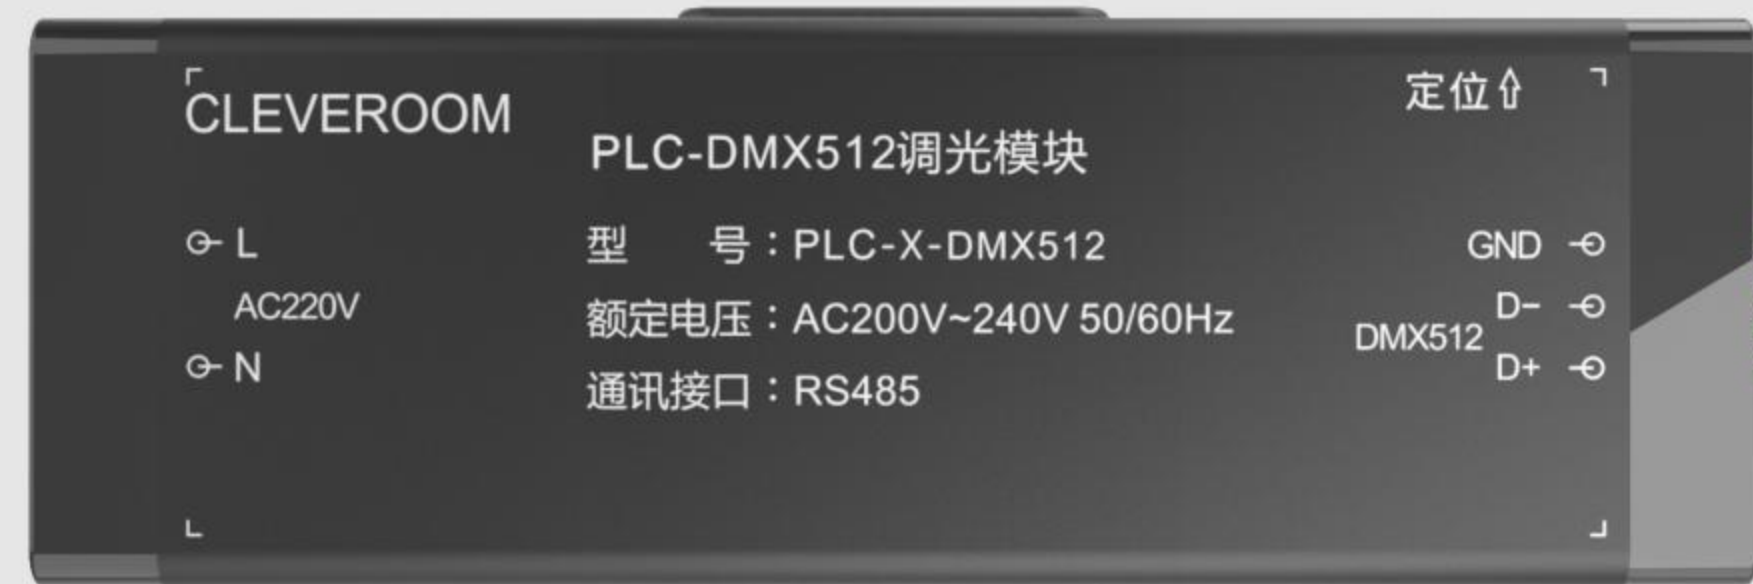 CLEVEROOM
定位⇧
PLC-DMX512调光模块
L
AC220V
N
型 号：PLC-X-DMX512
额定电压：AC200V~240V 50/60Hz
通讯接口：RS485
GND
D-
DMX512
D+